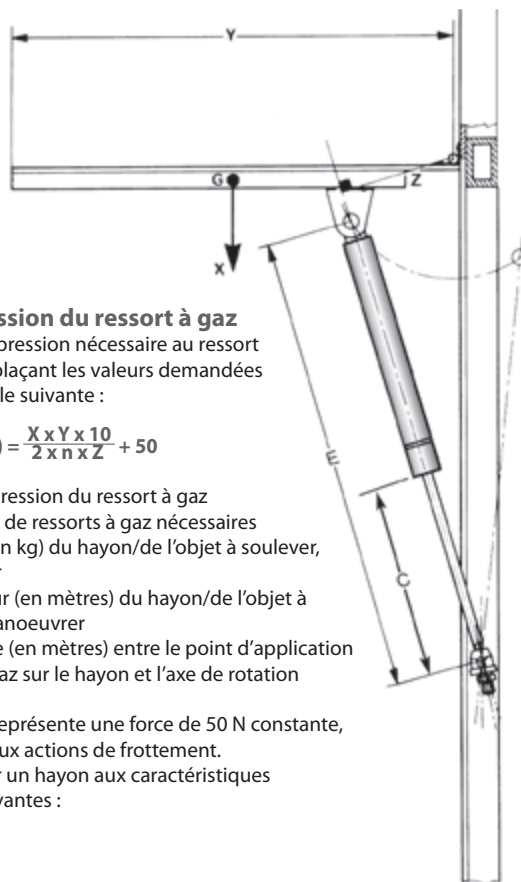 Y
G
Z
X
ssion du ressort à gaz
pression nécessaire au ressort
plaçant les valeurs demandées
le suivante :
) = X x Y x 10 / 2 x n x Z + 50
E
ression du ressort à gaz
de ressorts à gaz nécessaires
C
n kg) du hayon/de l’objet à soulever,
ur (en mètres) du hayon/de l’objet à
anoeuvrer
e (en mètres) entre le point d’application
az sur le hayon et l’axe de rotation
eprésente une force de 50 N constante,
ux actions de frottement.
r un hayon aux caractéristiques
vantes :